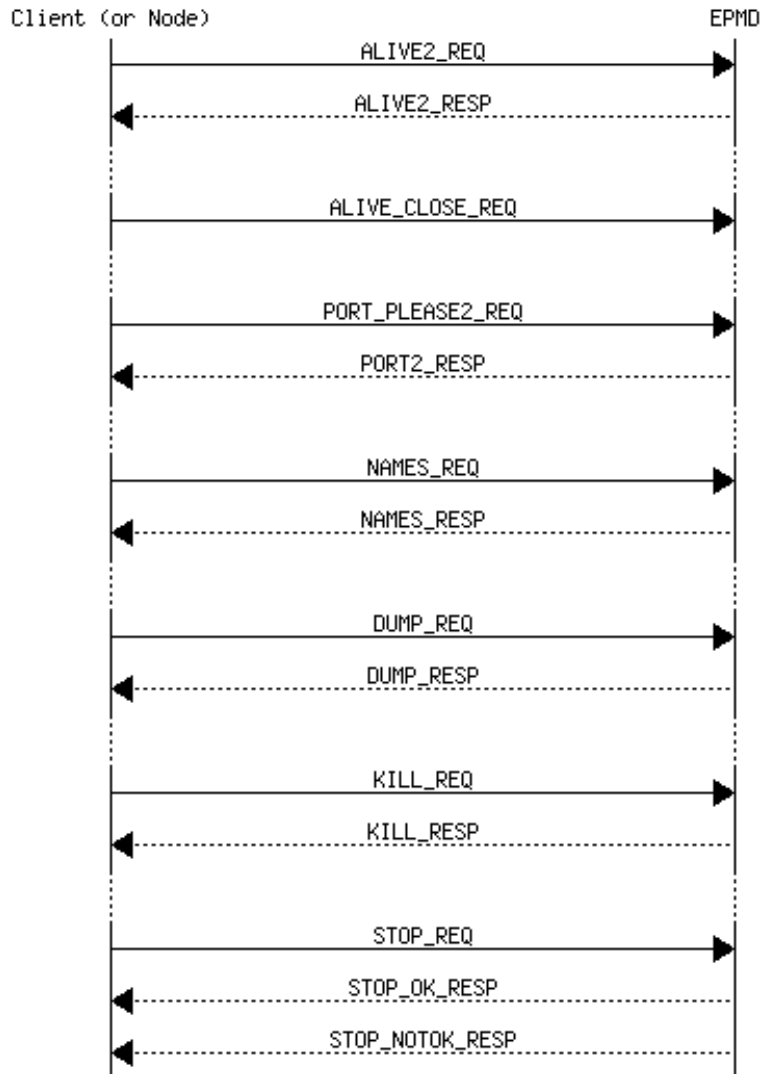 Client (or Node) EPMD
ALIVE2_REQ
ALIVE2_RESP
ALIVE_CLOSE_REQ
PORT_PLEASE2_REQ
PORT2_RESP
NAMES_REQ
NAMES_RESP
DUMP_REQ
DUMP_RESP
KILL_REQ
KILL_RESP
STOP_REQ
STOP_OK_RESP
STOP_NOTOK_RESP